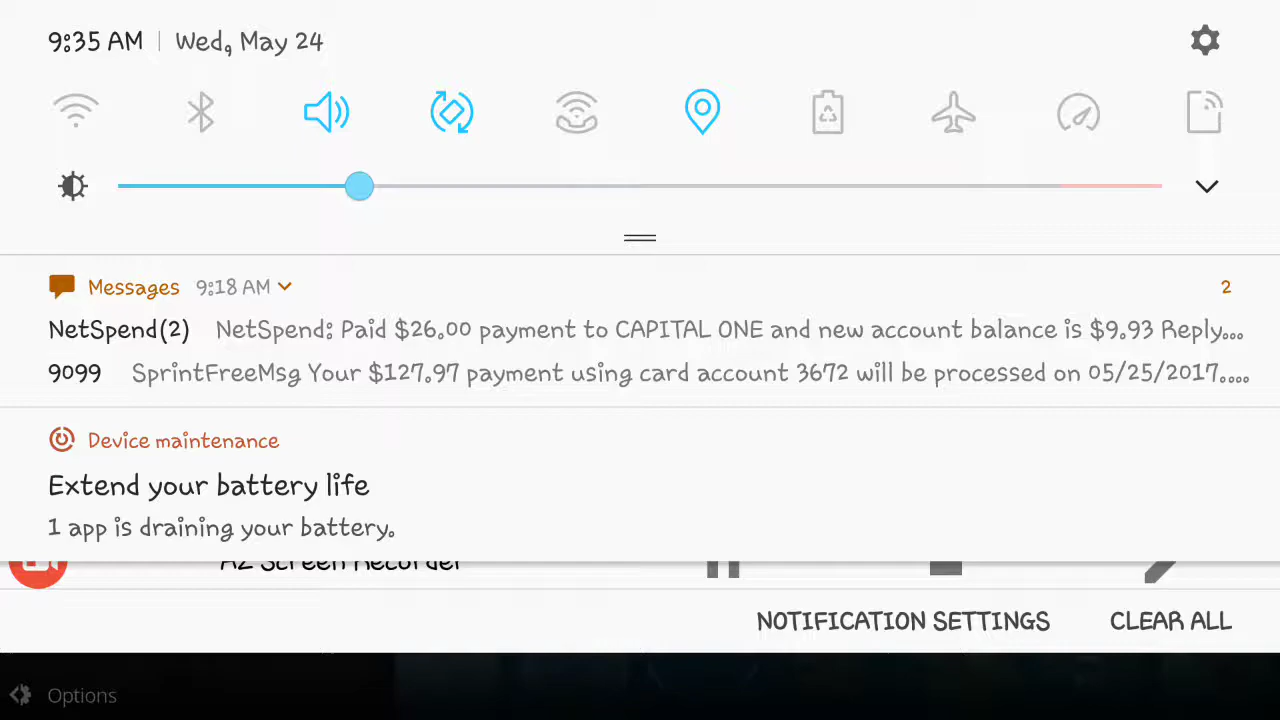 9:35 AM | Wed, May 24
Messages 9:18 AM 2
NetSpend(2) NetSpend: Paid $26.00 payment to CAPITAL ONE and new account balance is $9.93 Reply...
9099 SprintFreeMsg Your $127.97 payment using card account 3672 will be processed on 05/25/2017....
Device maintenance
Extend your battery life
1 app is draining your battery.
AZ Screen Recorder
NOTIFICATION SETTINGS CLEAR ALL
Options